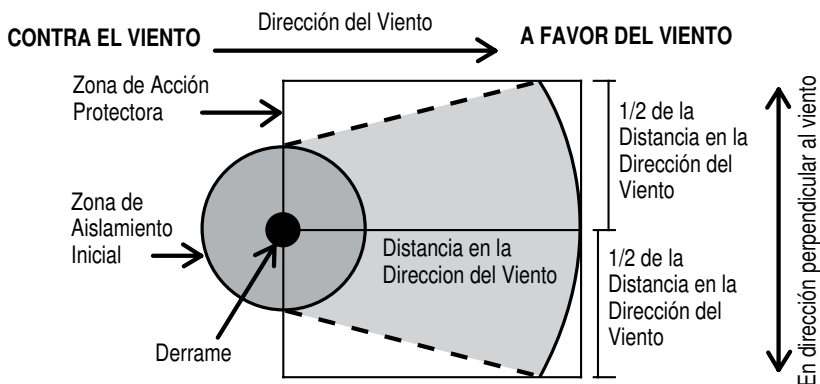 CONTRA EL VIENTO
Dirección del Viento
A FAVOR DEL VIENTO
Zona de Acción
Protectora
1/2 de la
Distancia en la
Dirección del
Viento
En dirección perpendicular al viento
Zona de
Aislamiento
Inicial
Distancia en la
Direccion del Viento
1/2 de la
Distancia en la
Dirección del
Viento
Derrame